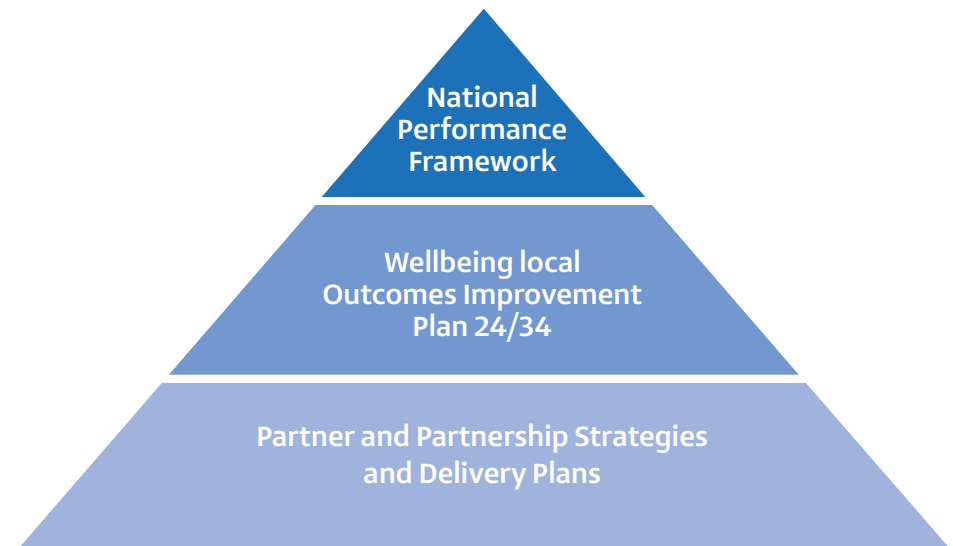 National
Performance
Framework
Wellbeing local
Outcomes Improvement
Plan 24/34
Partner and Partnership Strategies
and Delivery Plans